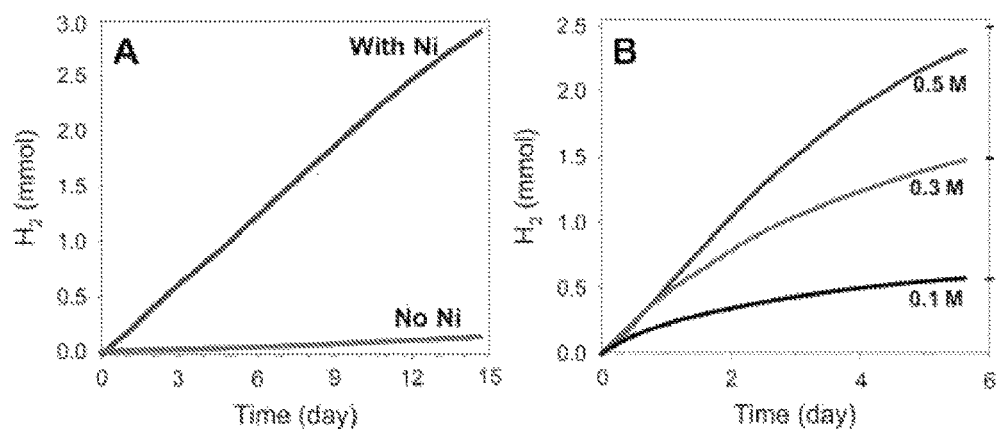 A
With Ni
No Ni
H2 (mmol)
3.0
2.5
2.0
1.5
1.0
0.5
0.0
0 3 6 9 12 15
Time (day)
B
0.5 M
0.3 M
0.1 M
H2 (mmol)
2.5
2.0
1.5
1.0
0.5
0.0
0 2 4 6
Time (day)